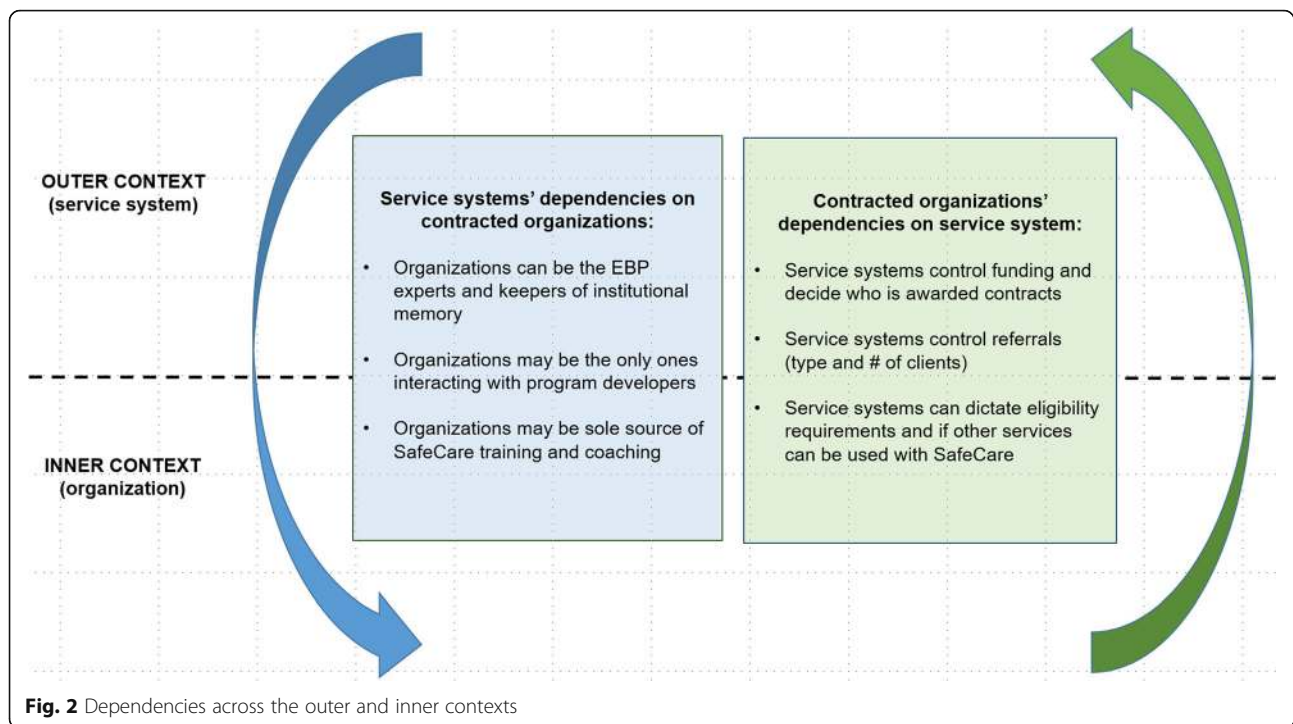 OUTER CONTEXT
(service system)
INNER CONTEXT
(organization)
Service systems’ dependencies on
contracted organizations:
• Organizations can be the EBP
experts and keepers of institutional
memory
• Organizations may be the only ones
interacting with program developers
• Organizations may be sole source of
SafeCare training and coaching
Contracted organizations’
dependencies on service system:
• Service systems control funding and
decide who is awarded contracts
• Service systems control referrals
(type and # of clients)
• Service systems can dictate eligibility
requirements and if other services
can be used with SafeCare
Fig. 2 Dependencies across the outer and inner contexts